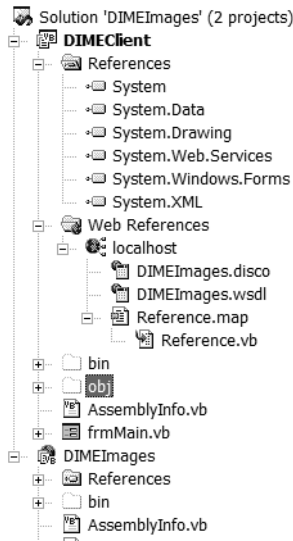 Solution 'DIMEImages' (2 projects)
DIMEClient
References
System
System.Data
System.Drawing
System.Web.Services
System.Windows.Forms
System.XML
Web References
localhost
DIMEImages.disco
DIMEImages.wsdl
Reference.map
Reference.vb
bin
obj
AssemblyInfo.vb
frmMain.vb
DIMEImages
References
bin
AssemblyInfo.vb